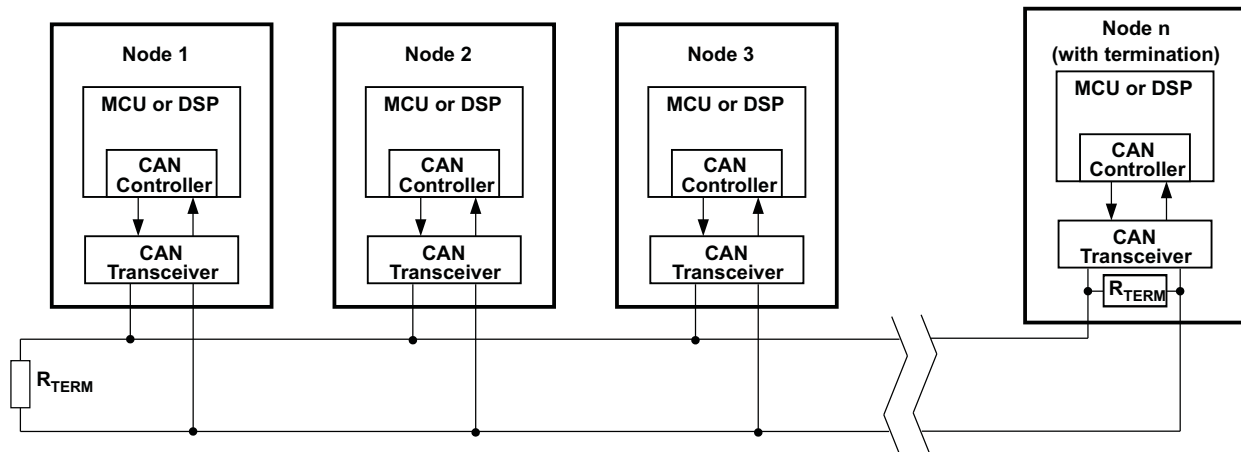 Node 1
MCU or DSP
CAN
Controller
CAN
Transceiver
Node 2
MCU or DSP
CAN
Controller
CAN
Transceiver
Node 3
MCU or DSP
CAN
Controller
CAN
Transceiver
Node n
(with termination)
MCU or DSP
CAN
Controller
CAN
Transceiver
RTERM
RTERM